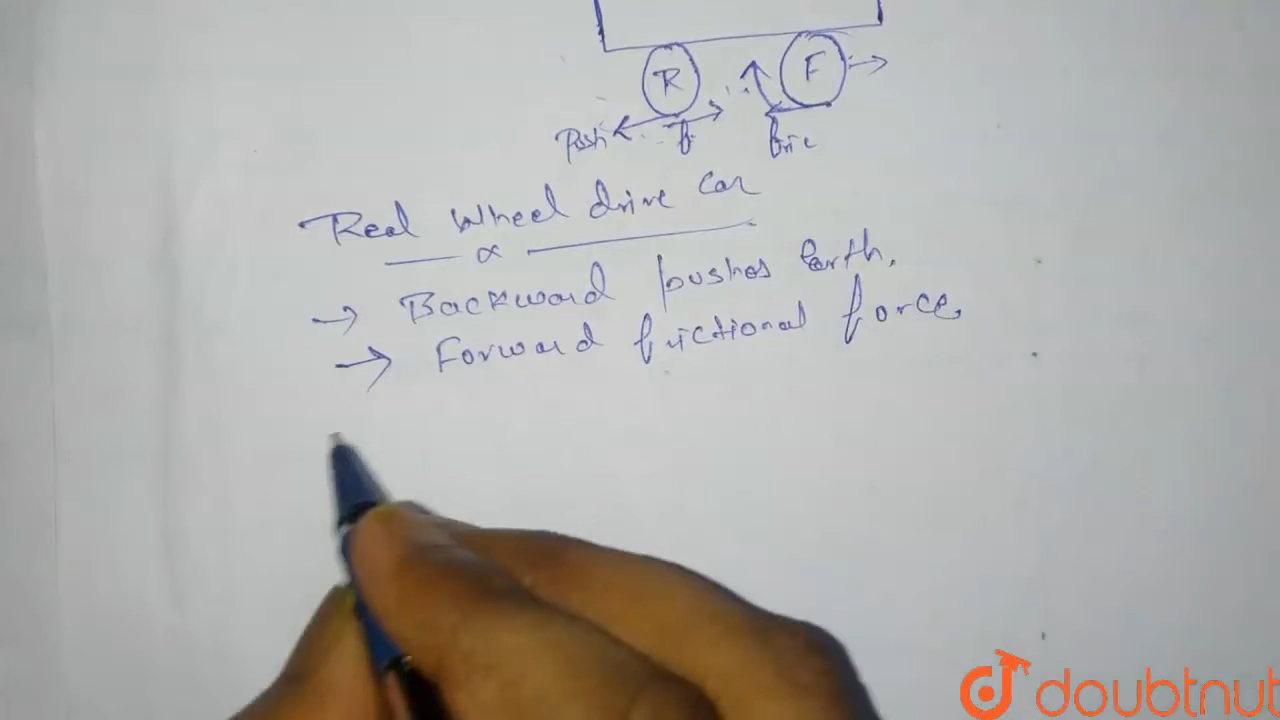 R
F
Push
f
fric
Real Wheel drive Car
∝
→ Backward pushes Earth.
→ Forward frictional force.
doubtnut